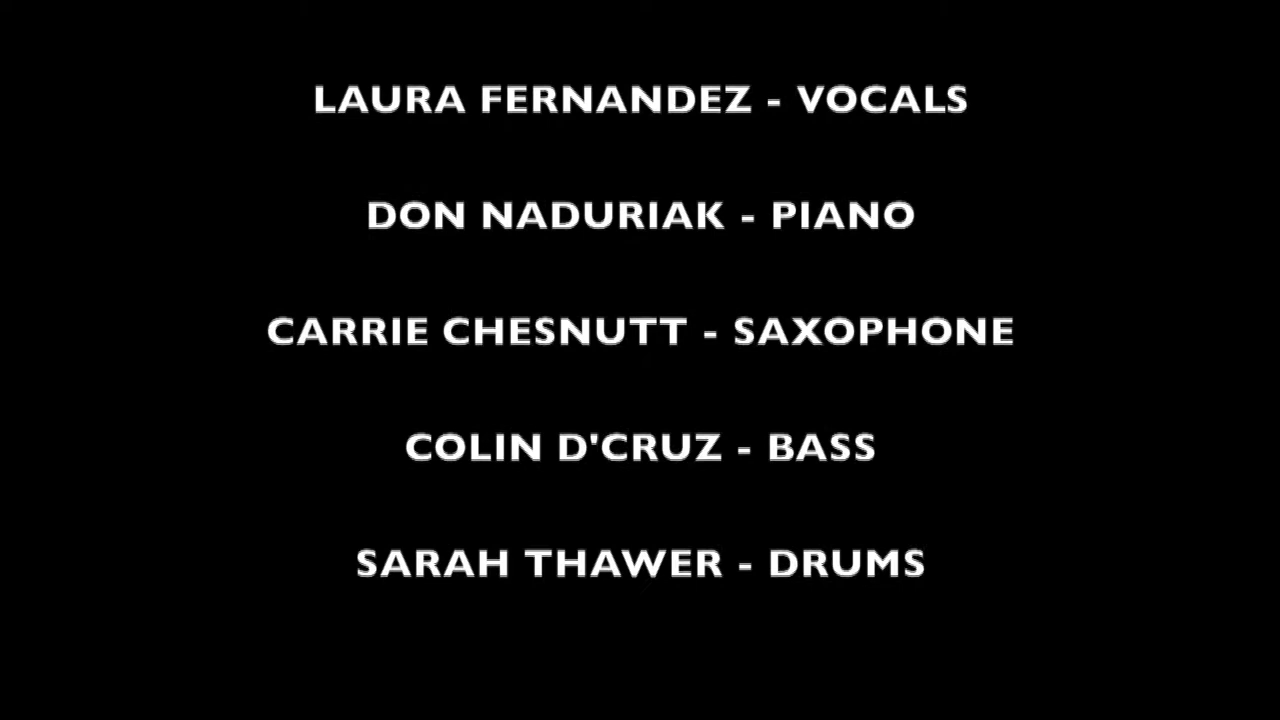 LAURA FERNANDEZ - VOCALS
DON NADURIAK - PIANO
CARRIE CHESNUTT - SAXOPHONE
COLIN D'CRUZ - BASS
SARAH THAWER - DRUMS